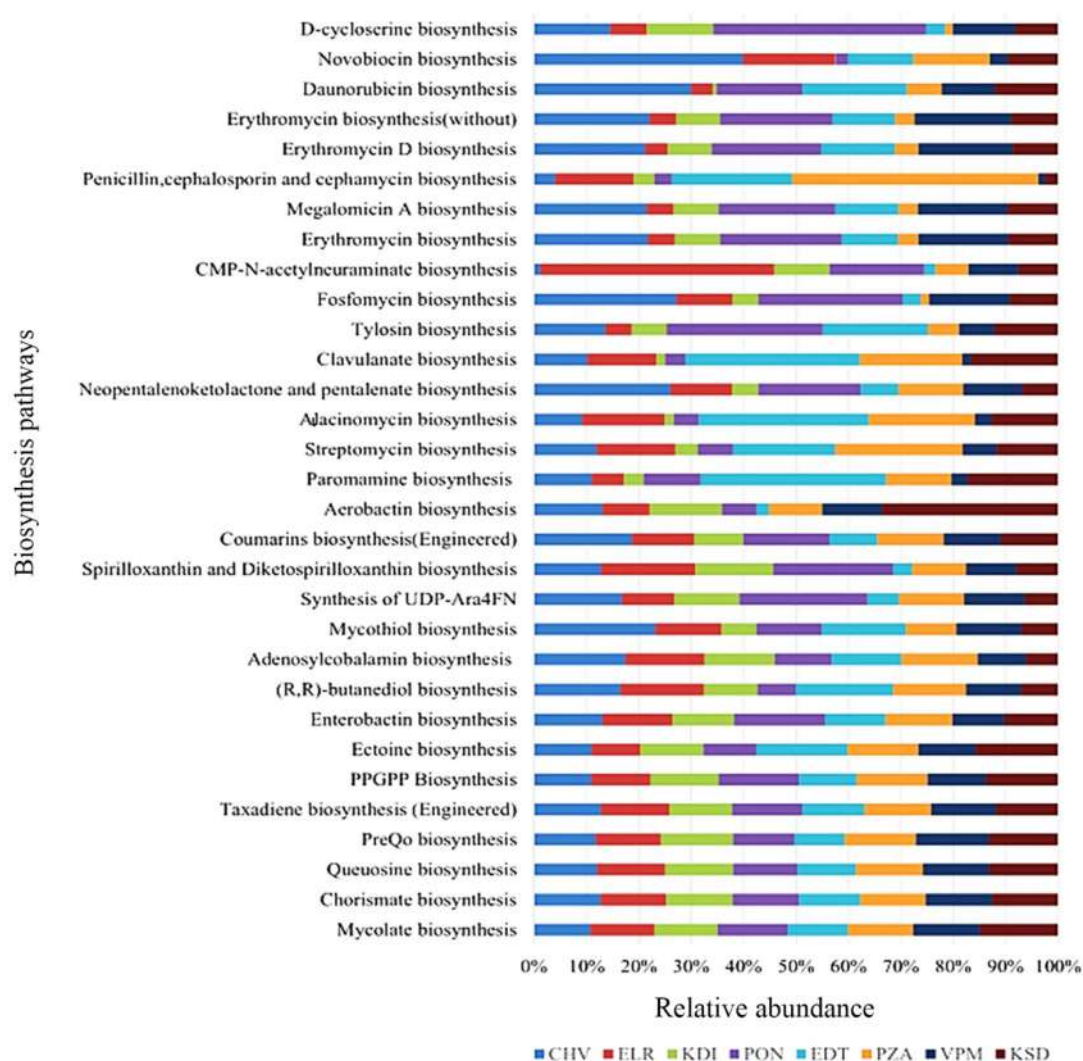 D-cycloserine biosynthesis
Novobiocin biosynthesis
Daunorubicin biosynthesis
Erythromycin biosynthesis(without)
Erythromycin D biosynthesis
Penicillin,cephalosporin and cephamycin biosynthesis
Megalomicin A biosynthesis
Erythromycin biosynthesis
CMP-N-acetylneuraminate biosynthesis
Fosfomycin biosynthesis
Tylosin biosynthesis
Clavulanate biosynthesis
Neopentalenoketolactone and pentalenate biosynthesis
biosynthesis
Streptomycin biosynthesis
Paromamine biosynthesis
Aerobactin biosynthesis
Coumarins biosynthesis(Engineered)
Spirilloxanthin and Diketospirilloxanthin biosynthesis
Synthesis of UDP-Ara4FN
Mycothiol biosynthesis
Adenosylcobalamin biosynthesis
(R,R)-butanediol biosynthesis
Enterobactin biosynthesis
Ectoine biosynthesis
PPGPP Biosynthesis
Taxadiene biosynthesis (Engineered)
PreQo biosynthesis
Queuosine biosynthesis
Chorismate biosynthesis
Mycolate biosynthesis
Biosynthesis pathways
0% 10% 20% 30% 40% 50% 60% 70% 80% 90% 100%
Relative abundance
CHV ELR KDI PON EDT PZA VPM KSD